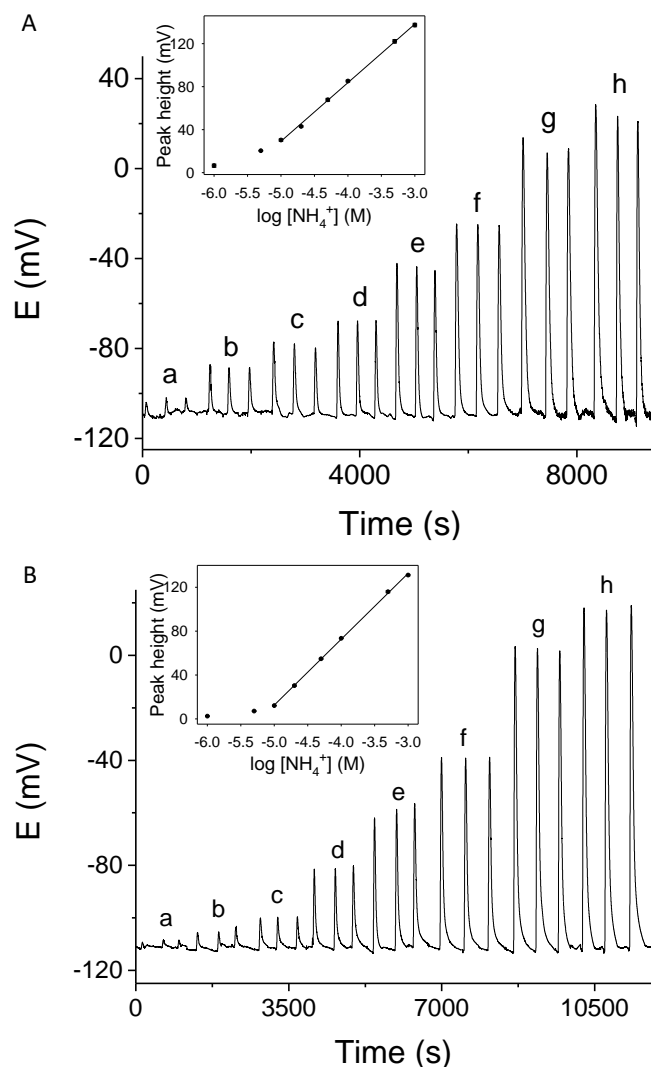 A
Peak height (mV)
120
80
40
0
-6.0 -5.5 -5.0 -4.5 -4.0 -3.5 -3.0
log [NH₄⁺] (M)
E (mV)
40
0
-40
-80
-120
a b c d e f g h
0 4000 8000
Time (s)
B
Peak height (mV)
120
80
40
0
-6.0 -5.5 -5.0 -4.5 -4.0 -3.5 -3.0
log [NH₄⁺] (M)
E (mV)
0
-40
-80
-120
a b c d e f g h
0 3500 7000 10500
Time (s)